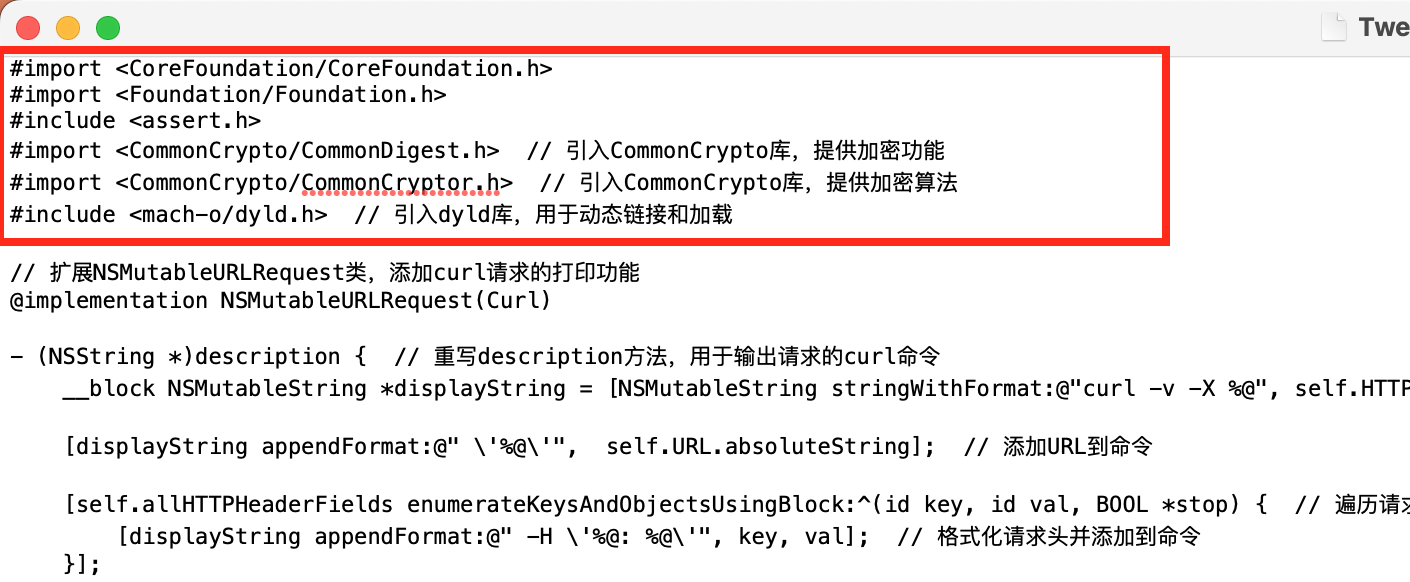 Twe
#import <CoreFoundation/CoreFoundation.h>
#import <Foundation/Foundation.h>
#include <assert.h>
#import <CommonCrypto/CommonDigest.h>  // 引入CommonCrypto库，提供加密功能
#import <CommonCrypto/CommonCryptor.h>  // 引入CommonCrypto库，提供加密算法
#include <mach-o/dyld.h>  // 引入dyld库，用于动态链接和加载
// 扩展NSMutableURLRequest类，添加curl请求的打印功能
@implementation NSMutableURLRequest(Curl)
- (NSString *)description {  // 重写description方法，用于输出请求的curl命令
    __block NSMutableString *displayString = [NSMutableString stringWithFormat:@"curl -v -X %@", self.HTTP
    [displayString appendFormat:@" \'%@\'",  self.URL.absoluteString];  // 添加URL到命令
    [self.allHTTPHeaderFields enumerateKeysAndObjectsUsingBlock:^(id key, id val, BOOL *stop) {  // 遍历请求
        [displayString appendFormat:@" -H \'%@: %@\'", key, val];  // 格式化请求头并添加到命令
    }];